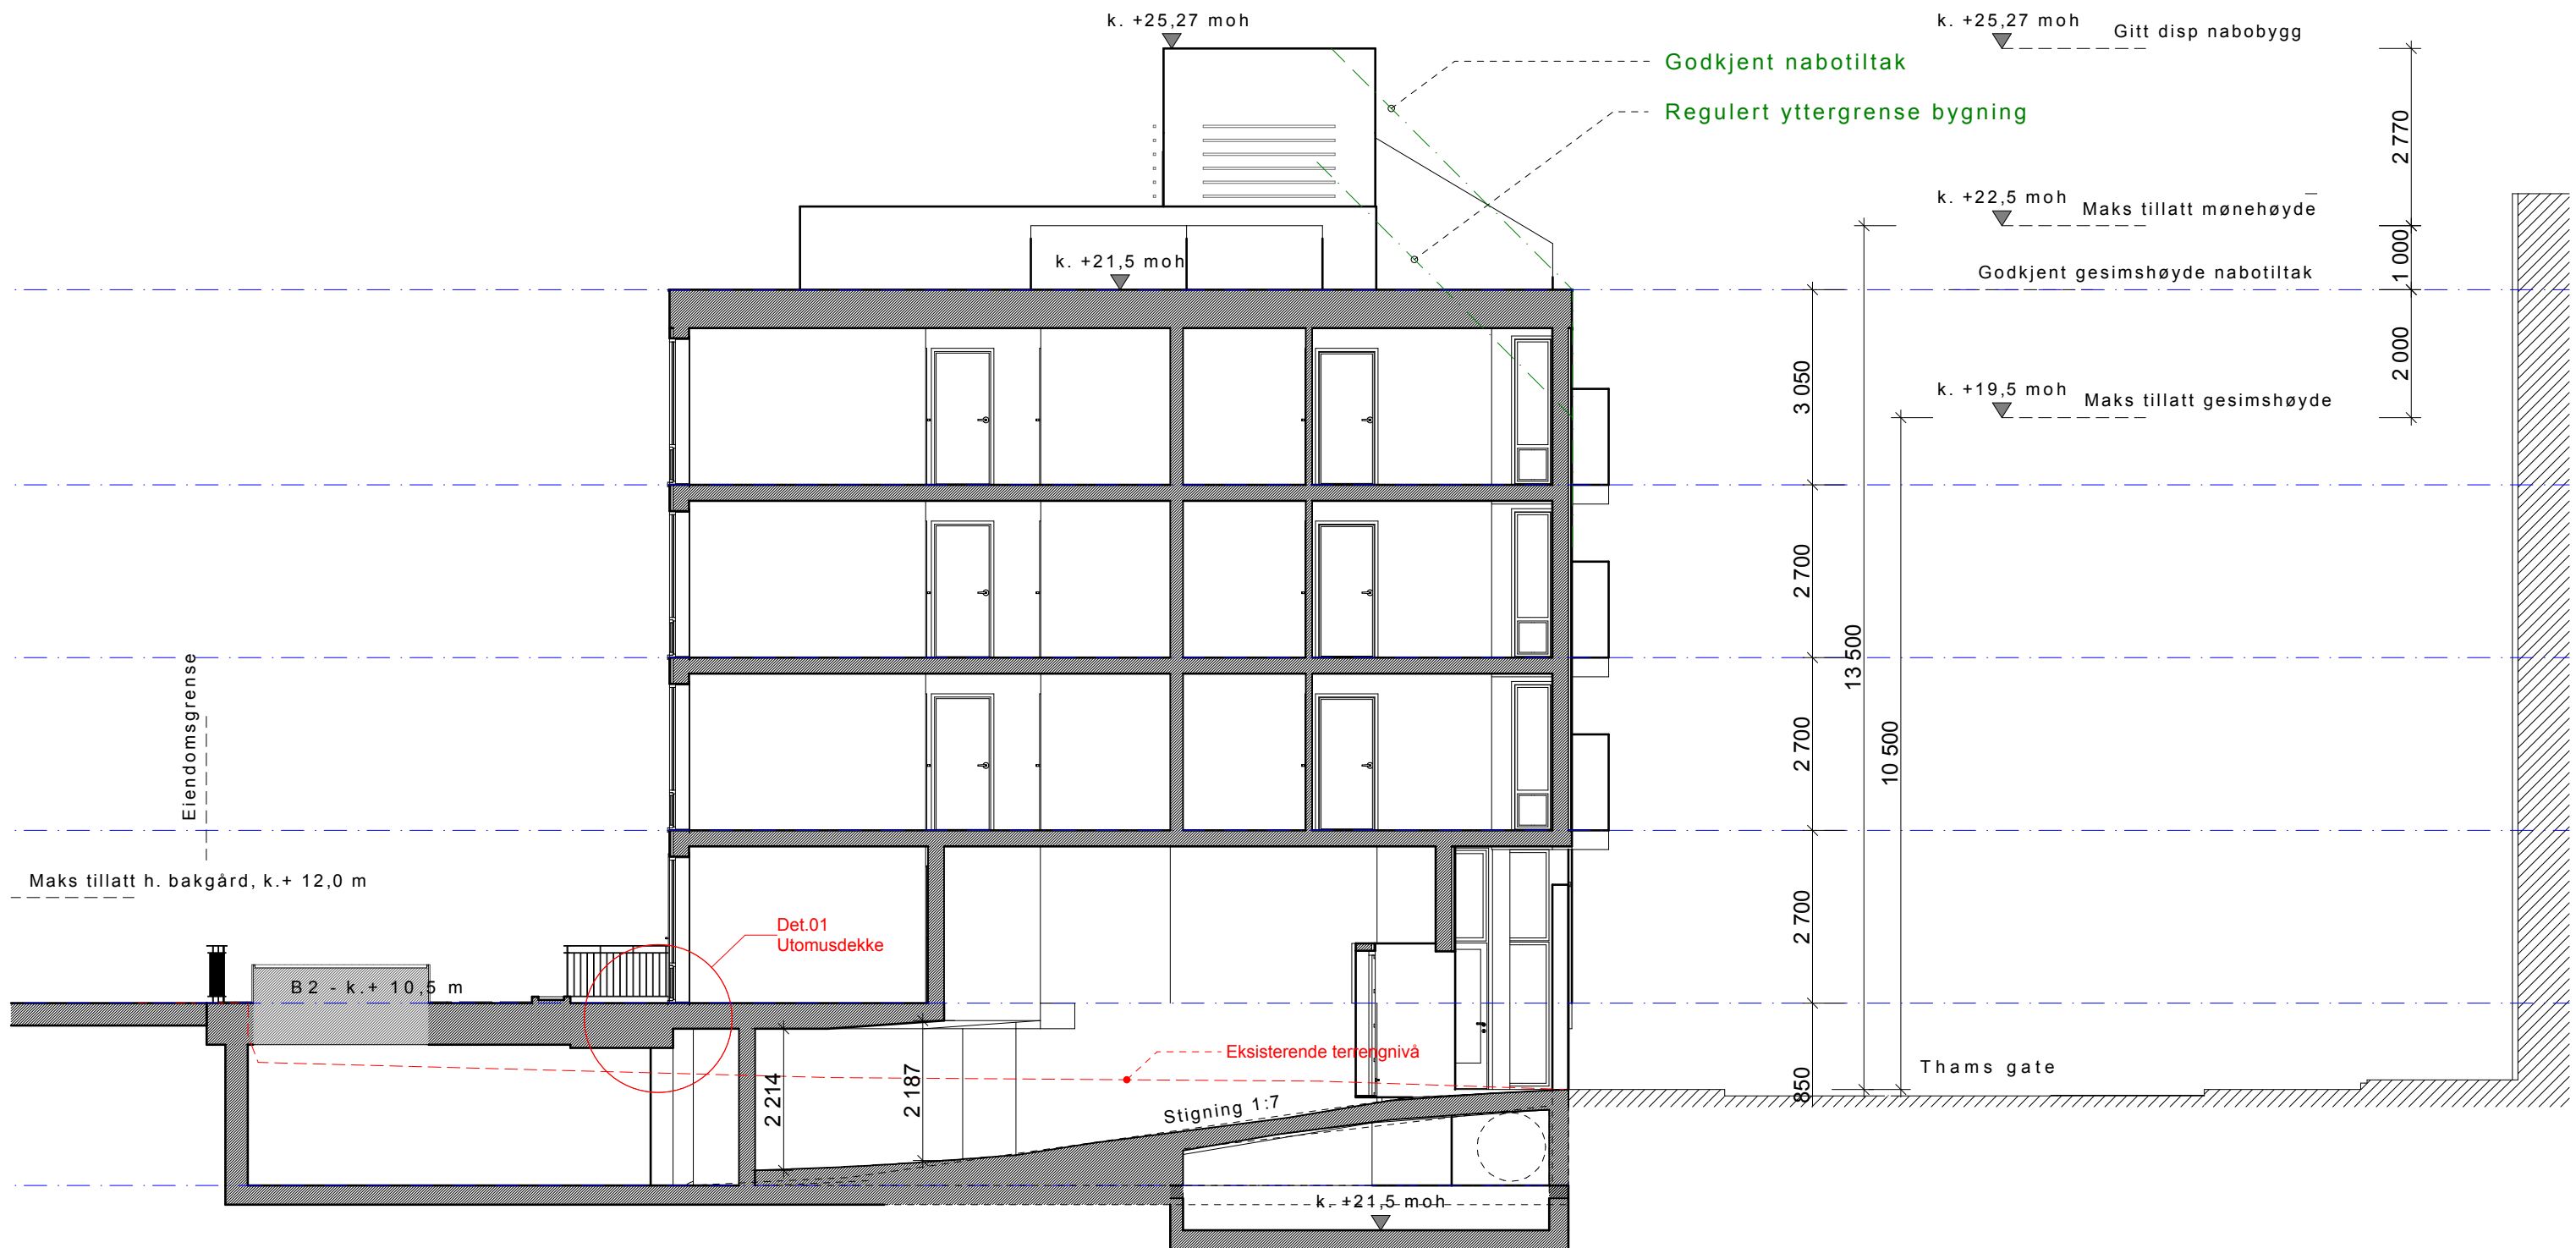 k. +25,27 moh
k. +25,27 moh
Gitt disp nabobygg
Godkjent nabotiltak
Regulert yttergrense bygning
2 770
k. +22,5 moh
Maks tillatt mønehøyde
1 000
k. +21,5 moh
Godkjent gesimshøyde nabotiltak
2 000
3 050
k. +19,5 moh
Maks tillatt gesimshøyde
2 700
13 500
Eiendomsgrense
2 700
10 500
Maks tillatt h. bakgård, k.+ 12,0 m
Det.01
Utomusdekke
2 700
B2 - k.+ 10,5 m
Eksisterende terrengnivå
Thams gate
850
2 214
2 187
Stigning 1:7
k. +21,5 moh